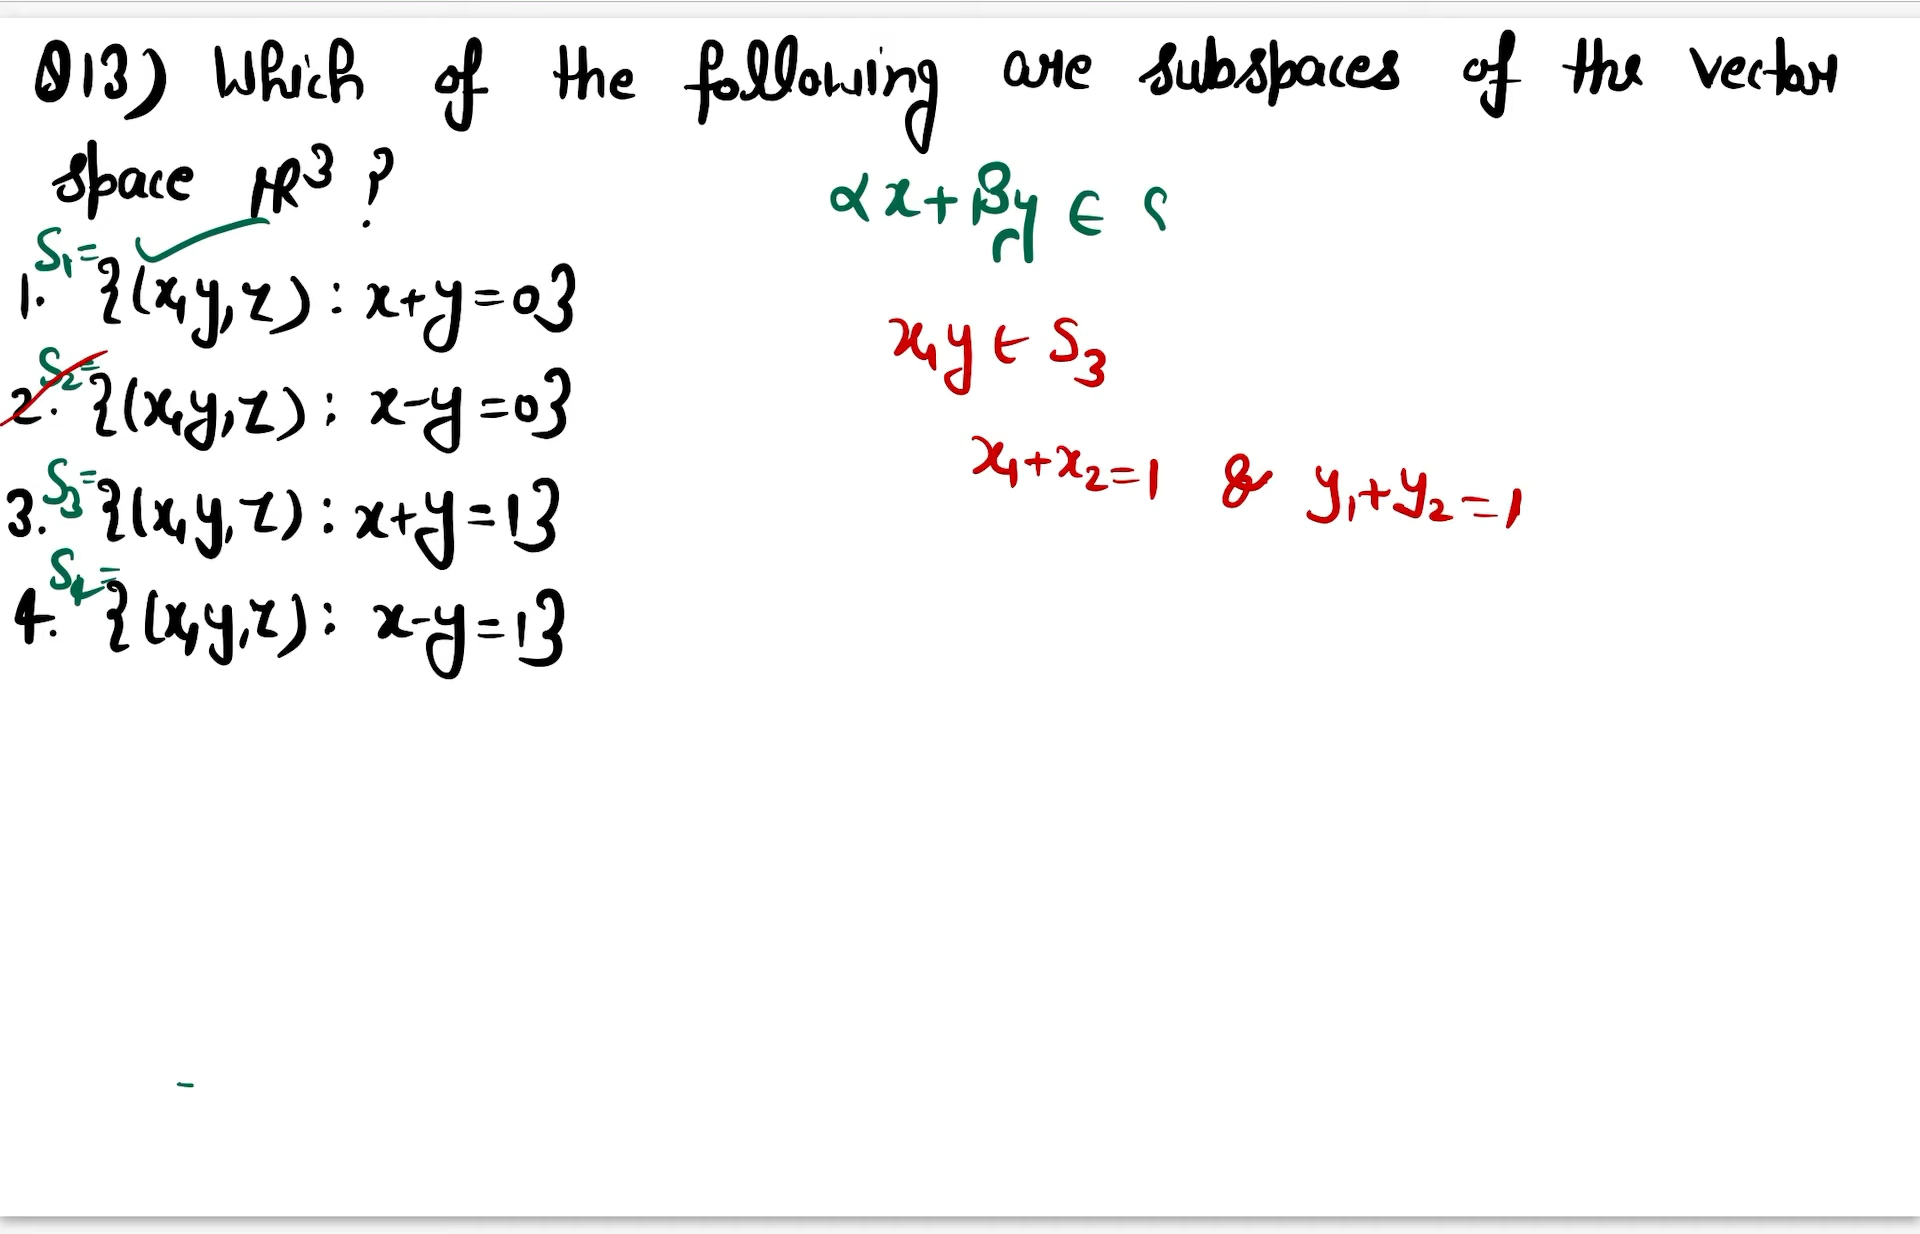 Q13) Which of the following are subspaces of the vector
space ℝ³ ?
αx+βy ∈ S
S₁=
1. {(x,y,z) : x+y=0}
x,y ∈ S₃
S₂=
2. {(x,y,z) : x-y=0}
x₁+x₂=1 & y₁+y₂=1
S₃=
3. {(x,y,z) : x+y=1}
S₄=
4. {(x,y,z) : x-y=1}